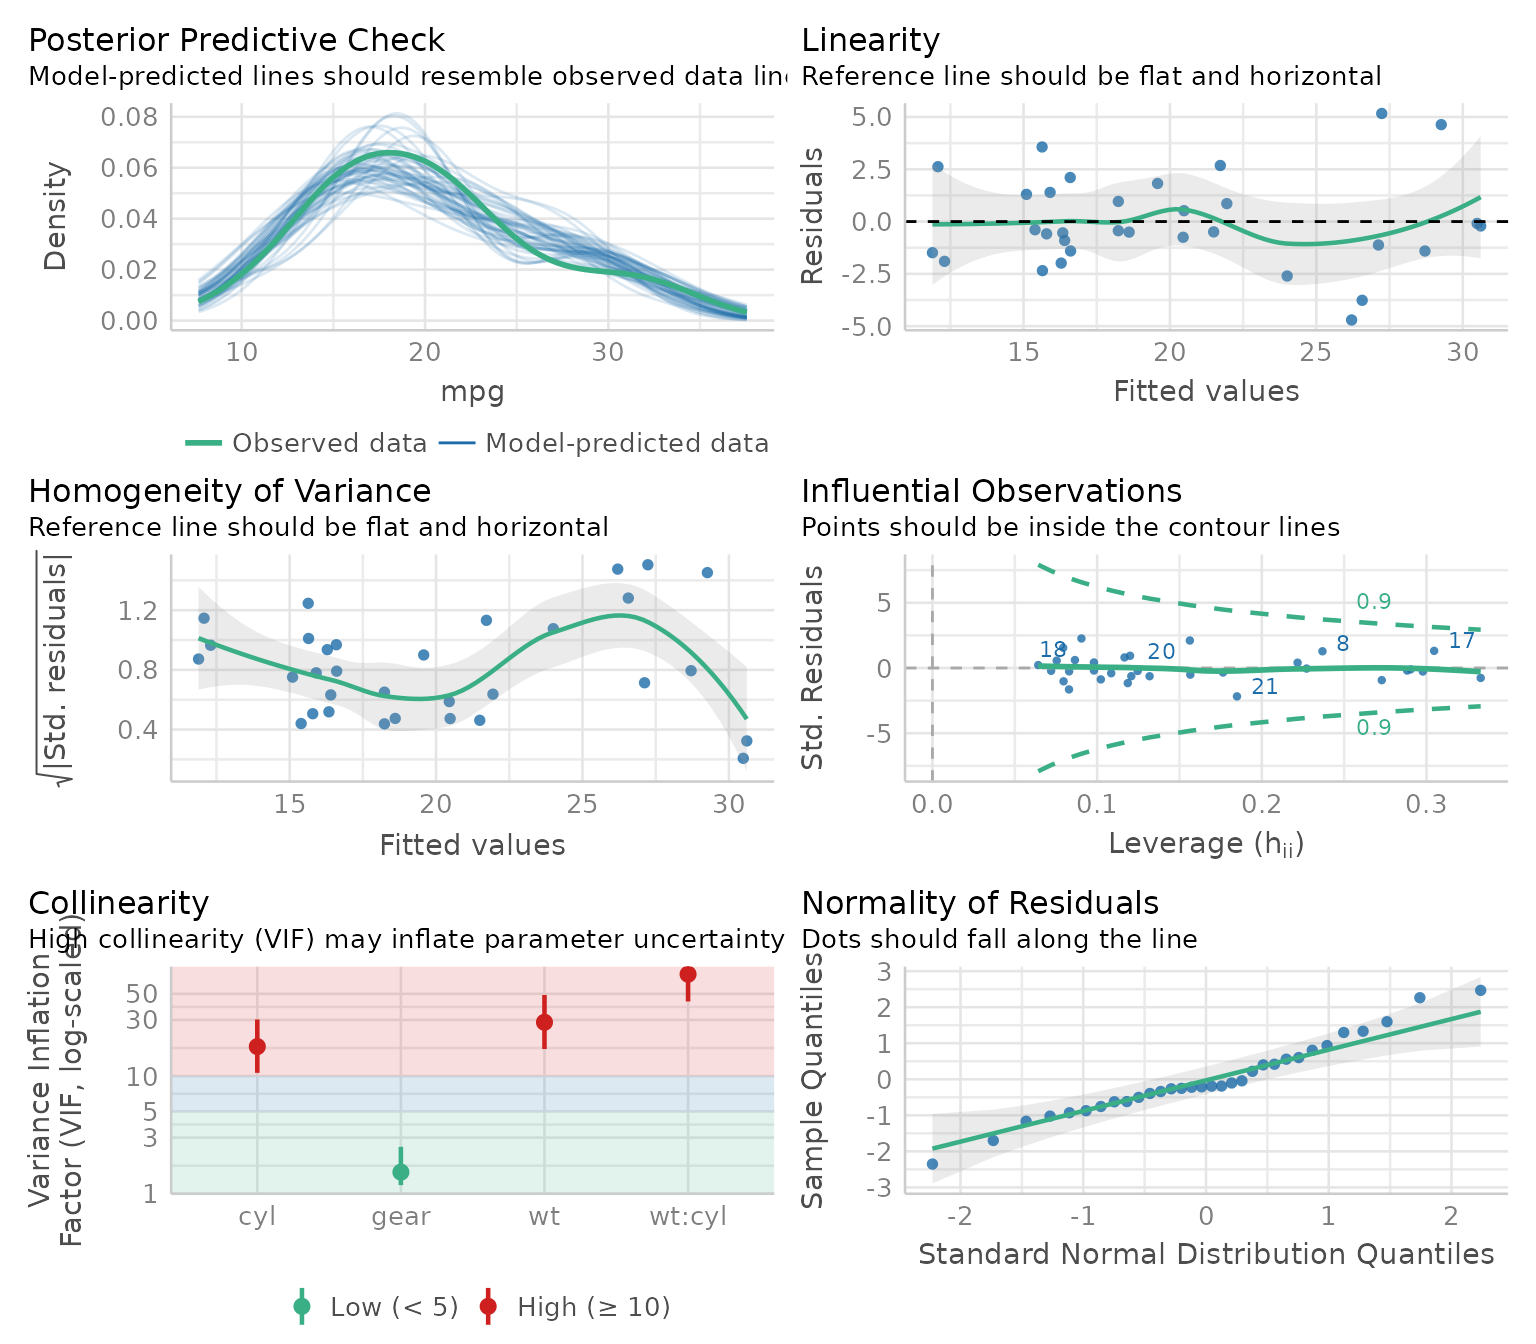 Posterior Predictive Check
Model-predicted lines should resemble observed data lin
Density
0.08
0.06
0.04
0.02
0.00
10 20 30
mpg
Observed data Model-predicted data
Linearity
Reference line should be flat and horizontal
Residuals
5.0
2.5
0.0
-2.5
-5.0
15 20 25 30
Fitted values
Homogeneity of Variance
Reference line should be flat and horizontal
√|Std. residuals|
1.2
0.8
0.4
15 20 25 30
Fitted values
Influential Observations
Points should be inside the contour lines
Std. Residuals
5
0
-5
0.9
18 20 8 17
21
0.9
0.0 0.1 0.2 0.3
Leverage (hii)
Collinearity
High collinearity (VIF) may inflate parameter uncertainty
Variance Inflation
Factor (VIF, log-scaled)
50
30
10
5
3
1
cyl gear wt wt:cyl
Low (< 5) High (≥ 10)
Normality of Residuals
Dots should fall along the line
Sample Quantiles
3
2
1
0
-1
-2
-3
-2 -1 0 1 2
Standard Normal Distribution Quantiles